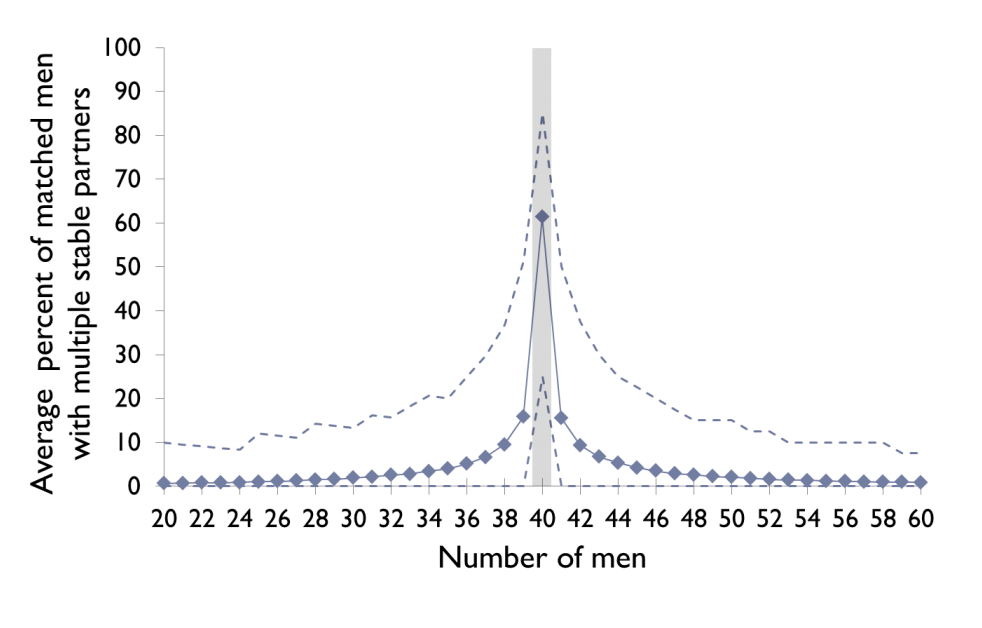 Average percent of matched men
with multiple stable partners
100
90
80
70
60
50
40
30
20
10
0
20 22 24 26 28 30 32 34 36 38 40 42 44 46 48 50 52 54 56 58 60
Number of men